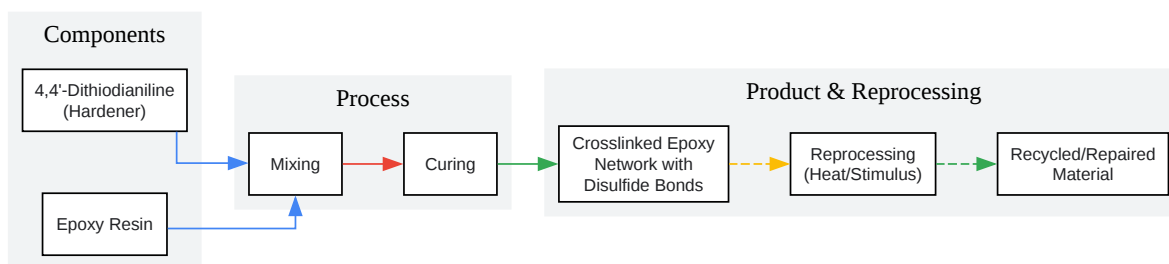 Components
4,4'-Dithiodianiline
(Hardener)
Epoxy Resin
Process
Mixing
Curing
Product & Reprocessing
Crosslinked Epoxy
Network with
Disulfide Bonds
Reprocessing
(Heat/Stimulus)
Recycled/Repaired
Material